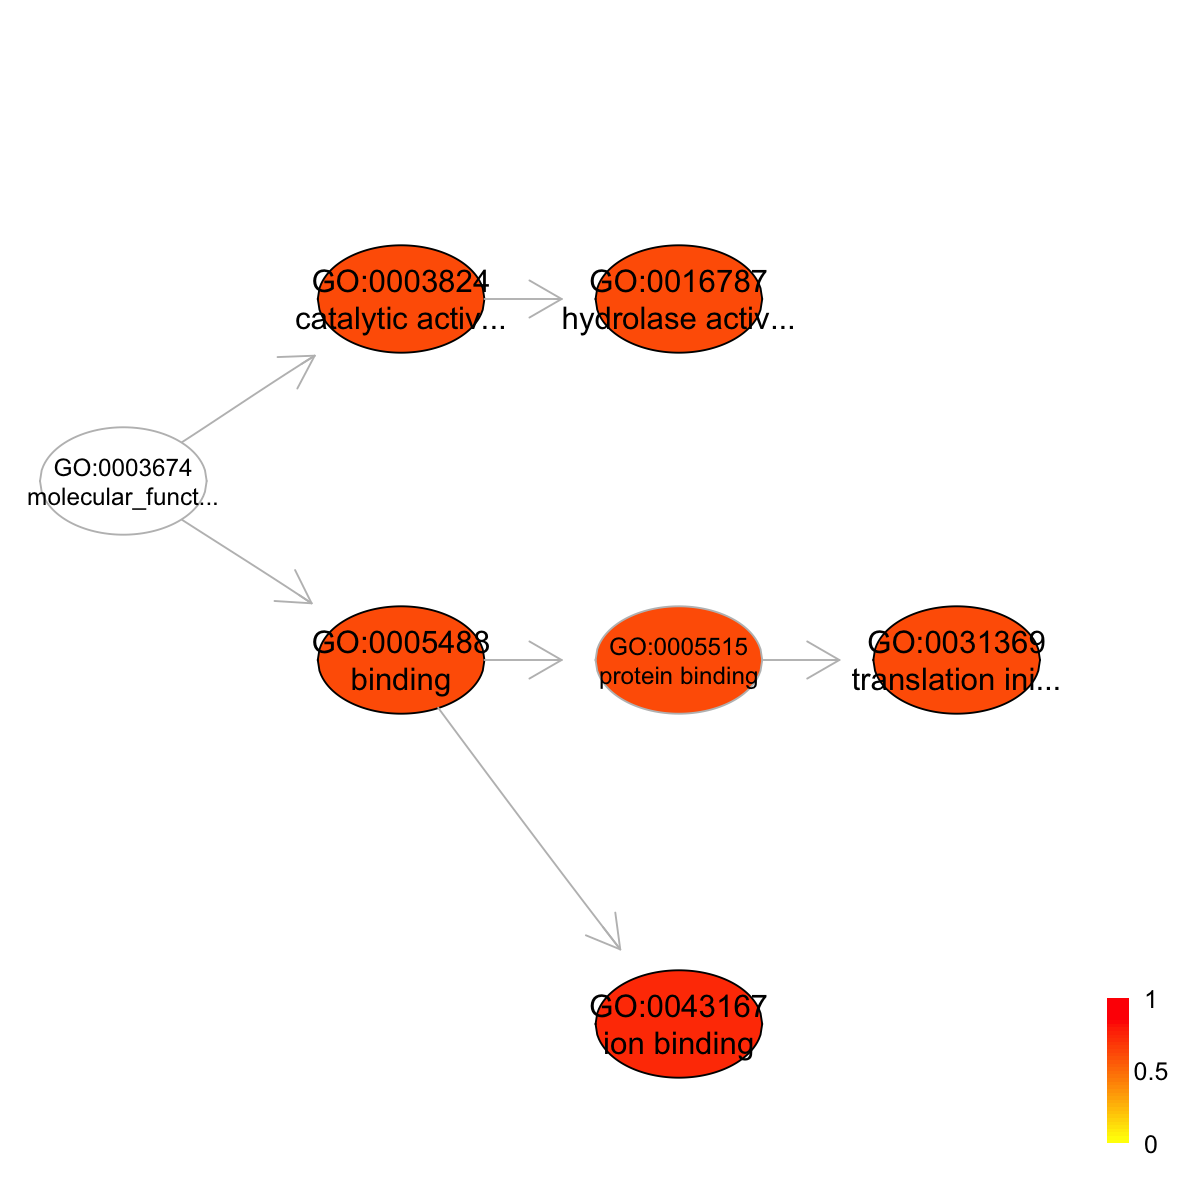 GO:0003824
catalytic activ...
GO:0016787
hydrolase activ...
GO:0003674
molecular_funct...
GO:0005488
binding
GO:0005515
protein binding
GO:0031369
translation ini...
GO:0043167
ion binding
1
0.5
0